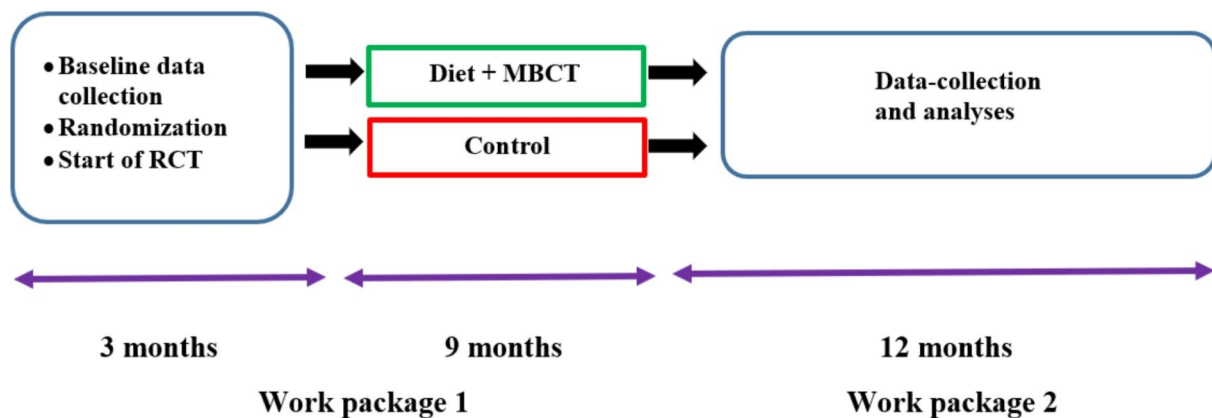 • Baseline data
collection
• Randomization
• Start of RCT
Diet + MBCT
Control
Data-collection
and analyses
3 months
9 months
12 months
Work package 1
Work package 2